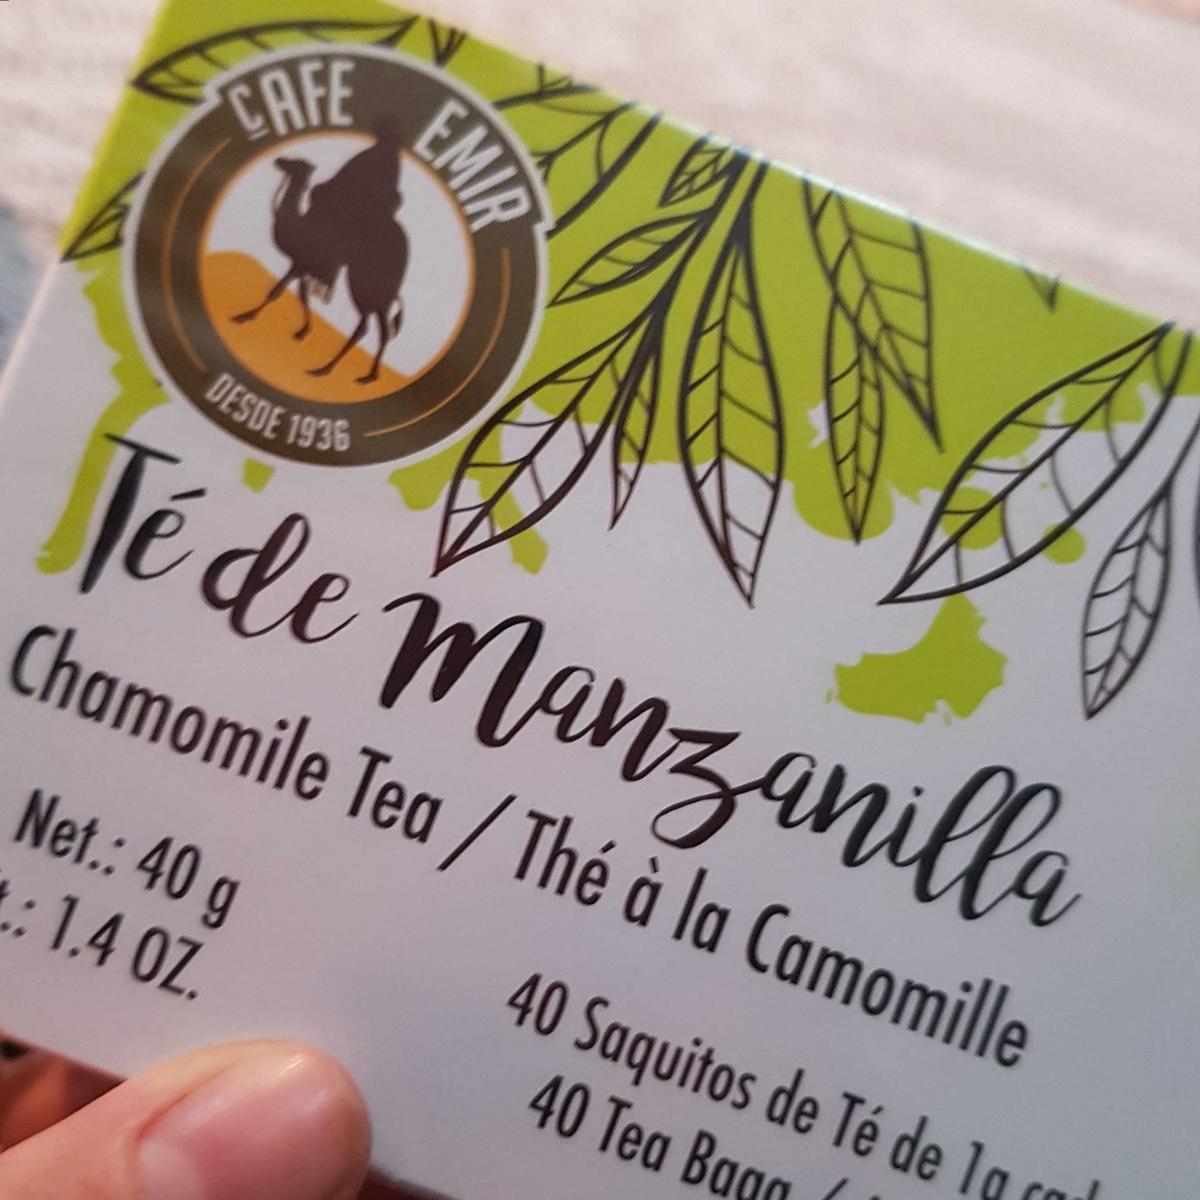 CAFE EMIR
DESDE 1936
Té de Manzanilla
Chamomile Tea / Thé à la Camomille
Net.: 40 g
1.4 OZ.
40 Saquitos de Té de 1g
40 Tea Bags /